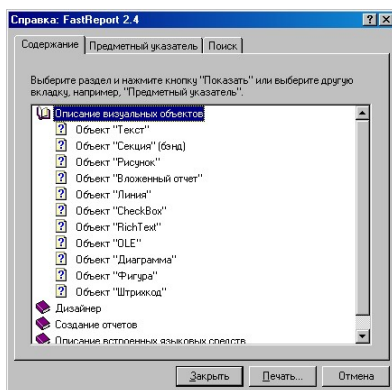 Справка: FastReport 2.4
Содержание Предметный указатель Поиск
Выберите раздел и нажмите кнопку "Показать" или выберите другую
вкладку, например, "Предметный указатель".
Описание визуальных объектов
Объект "Текст"
Объект "Секция" (бэнд)
Объект "Рисунок"
Объект "Вложенный отчет"
Объект "Линия"
Объект "CheckBox"
Объект "RichText"
Объект "OLE"
Объект "Диаграмма"
Объект "Фигура"
Объект "Штрихкод"
Дизайнер
Создание отчетов
Описание встроенных языковых средств
Закрыть Печать... Отмена